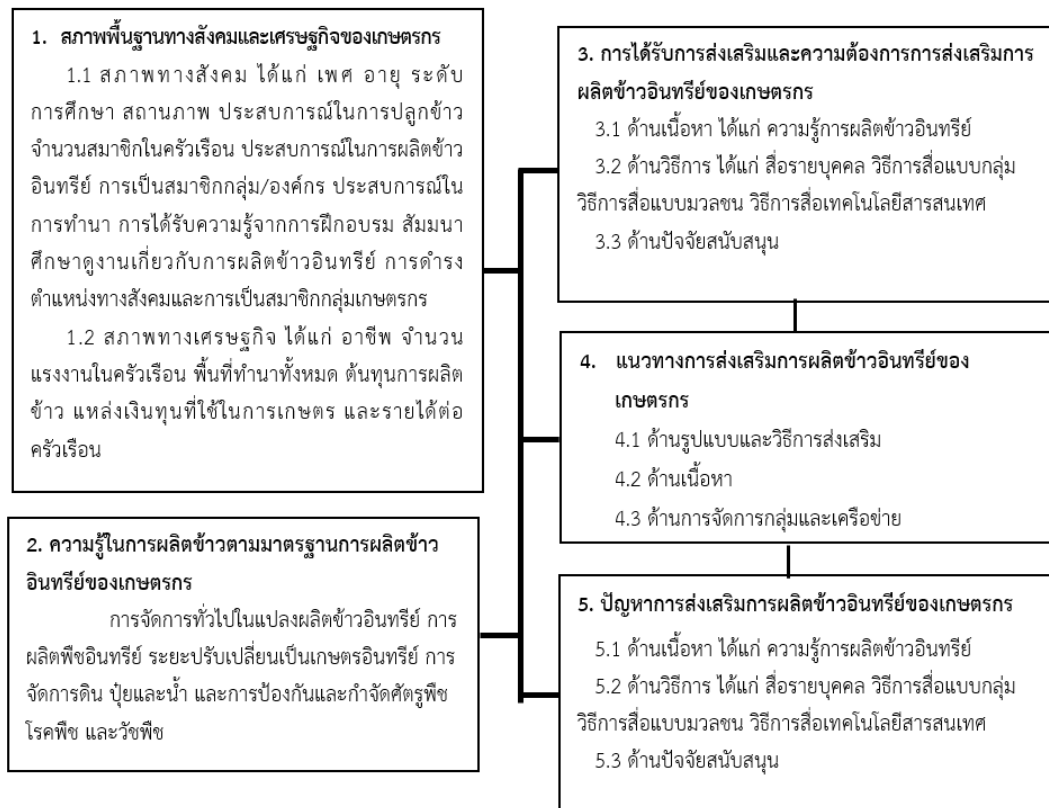 1. สภาพพื้นฐานทางสังคมและเศรษฐกิจของเกษตรกร
1.1 สภาพทางสังคม ได้แก่ เพศ อายุ ระดับ
การศึกษา สถานภาพ ประสบการณ์ในการปลูกข้าว
จำนวนสมาชิกในครัวเรือน ประสบการณ์ในการผลิตข้าว
อินทรีย์ การเป็นสมาชิกกลุ่ม/องค์กร ประสบการณ์ใน
การทำนา การได้รับความรู้จากการฝึกอบรม สัมมนา
ศึกษาดูงานเกี่ยวกับการผลิตข้าวอินทรีย์ การดำรง
ตำแหน่งทางสังคมและการเป็นสมาชิกกลุ่มเกษตรกร
1.2 สภาพทางเศรษฐกิจ ได้แก่ อาชีพ จำนวน
แรงงานในครัวเรือน พื้นที่ทำนาทั้งหมด ต้นทุนการผลิต
ข้าว แหล่งเงินทุนที่ใช้ในการเกษตร และรายได้ต่อ
ครัวเรือน
2. ความรู้ในการผลิตข้าวตามมาตรฐานการผลิตข้าว
อินทรีย์ของเกษตรกร
การจัดการทั่วไปในแปลงผลิตข้าวอินทรีย์ การ
ผลิตพืชอินทรีย์ ระยะปรับเปลี่ยนเป็นเกษตรอินทรีย์ การ
จัดการดิน ปุ๋ยและน้ำ และการป้องกันและกำจัดศัตรูพืช
โรคพืช และวัชพืช
3. การได้รับการส่งเสริมและความต้องการการส่งเสริมการ
ผลิตข้าวอินทรีย์ของเกษตรกร
3.1 ด้านเนื้อหา ได้แก่ ความรู้การผลิตข้าวอินทรีย์
3.2 ด้านวิธีการ ได้แก่ สื่อรายบุคคล วิธีการสื่อแบบกลุ่ม
วิธีการสื่อแบบมวลชน วิธีการสื่อเทคโนโลยีสารสนเทศ
3.3 ด้านปัจจัยสนับสนุน
4. แนวทางการส่งเสริมการผลิตข้าวอินทรีย์ของ
เกษตรกร
4.1 ด้านรูปแบบและวิธีการส่งเสริม
4.2 ด้านเนื้อหา
4.3 ด้านการจัดการกลุ่มและเครือข่าย
5. ปัญหาการส่งเสริมการผลิตข้าวอินทรีย์ของเกษตรกร
5.1 ด้านเนื้อหา ได้แก่ ความรู้การผลิตข้าวอินทรีย์
5.2 ด้านวิธีการ ได้แก่ สื่อรายบุคคล วิธีการสื่อแบบกลุ่ม
วิธีการสื่อแบบมวลชน วิธีการสื่อเทคโนโลยีสารสนเทศ
5.3 ด้านปัจจัยสนับสนุน